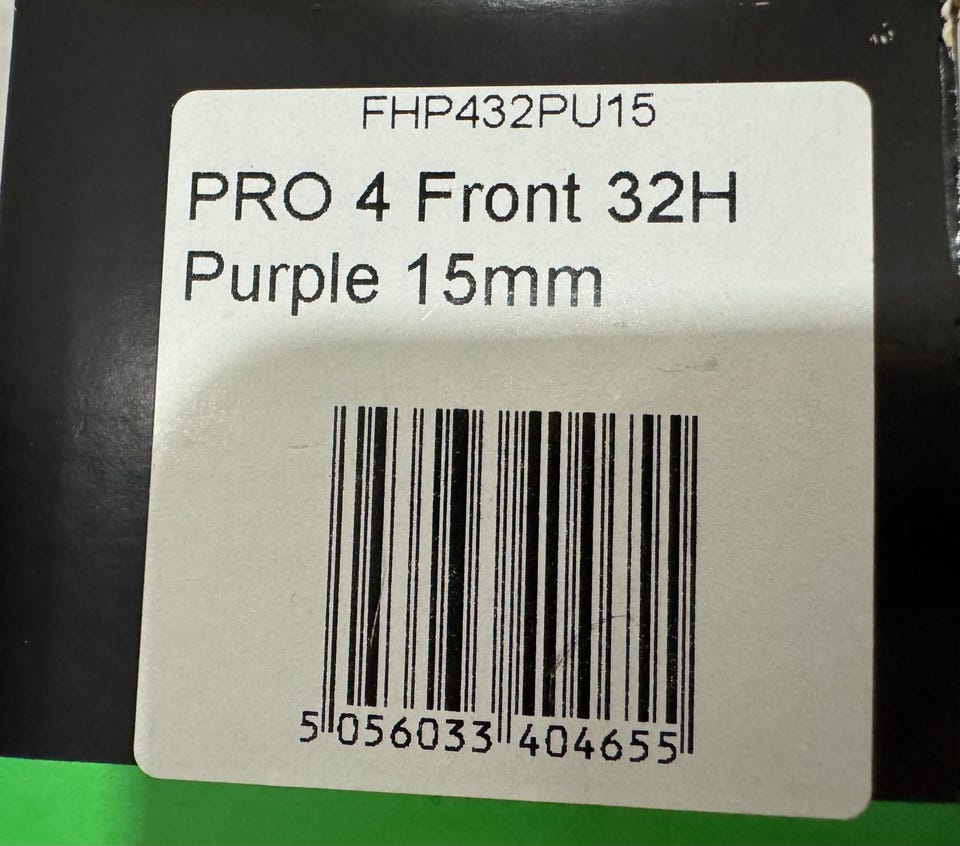 FHP432PU15
PRO 4 Front 32H
Purple 15mm
5 056033 404655